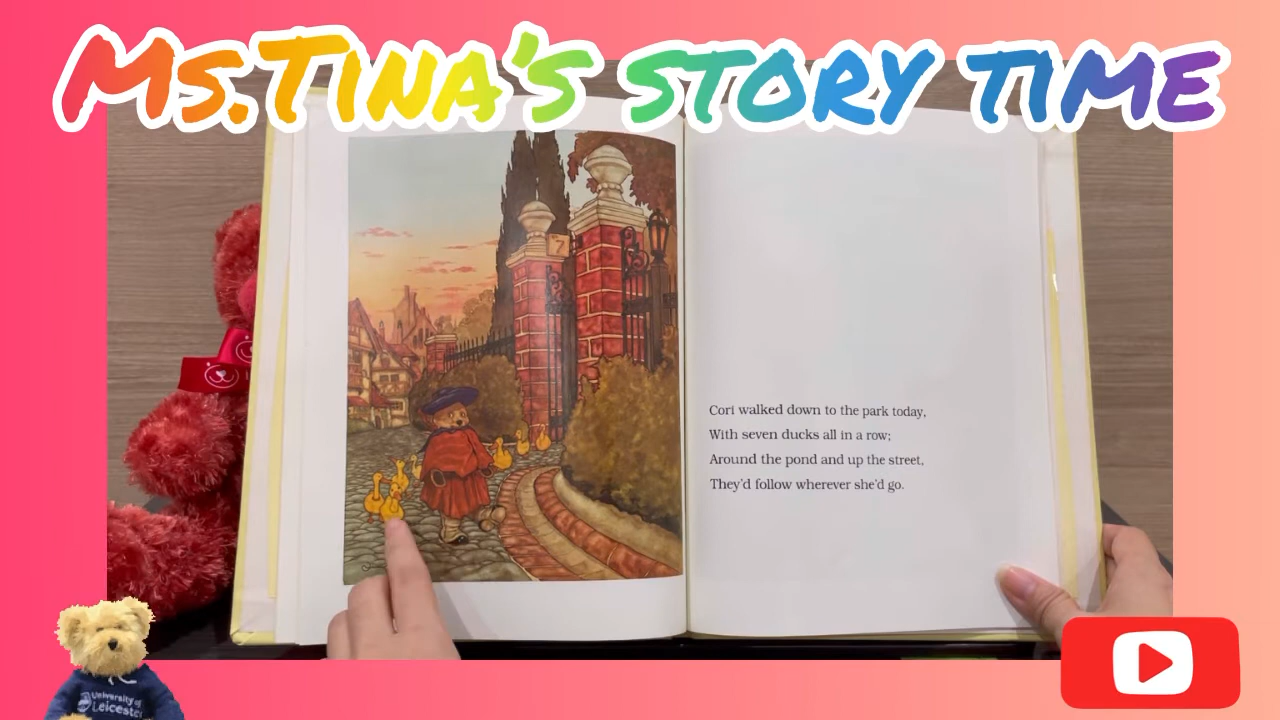 Ms.Tina's story time
7
Cori walked down to the park today,
With seven ducks all in a row;
Around the pond and up the street,
They'd follow wherever she'd go.
University of
Leicester